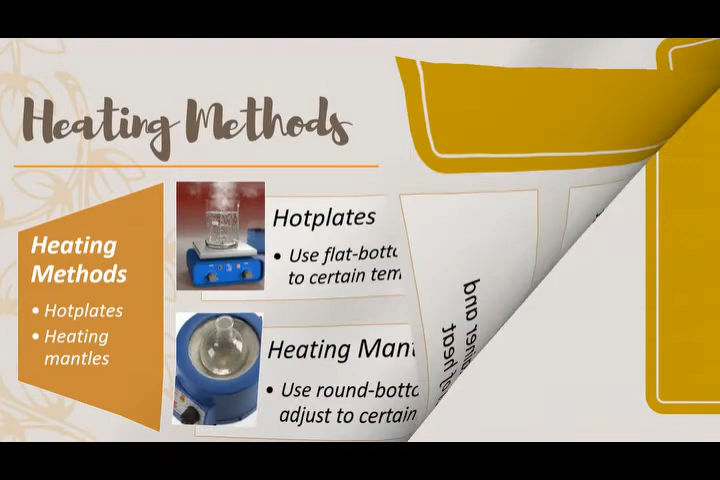 Heating Methods
Heating
Methods
• Hotplates
• Heating
mantles
Hotplates
• Use flat-botto
to certain tem
Heating Mant
• Use round-botto
adjust to certain